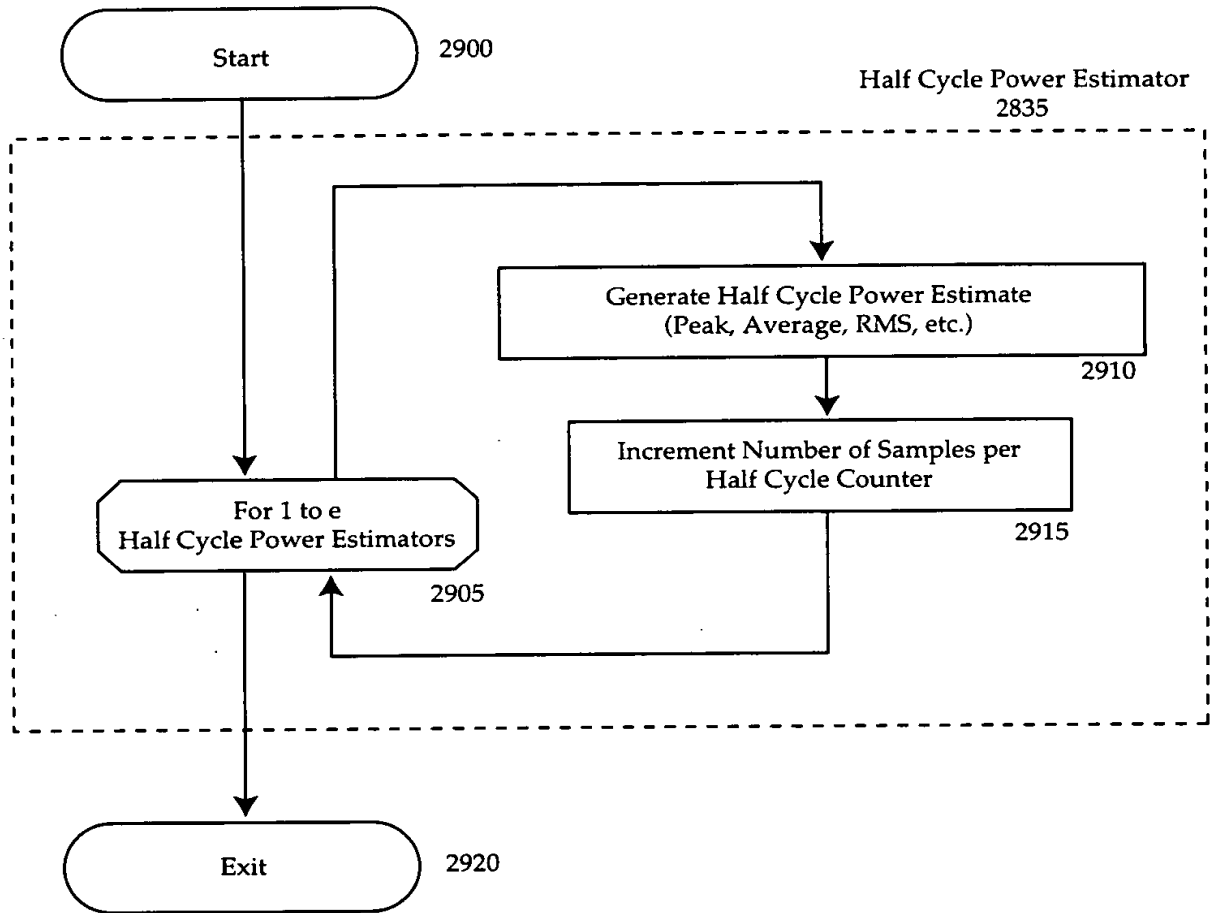 Start
2900
Half Cycle Power Estimator
2835
Generate Half Cycle Power Estimate
(Peak, Average, RMS, etc.)
2910
Increment Number of Samples per
Half Cycle Counter
2915
For 1 to e
Half Cycle Power Estimators
2905
Exit
2920